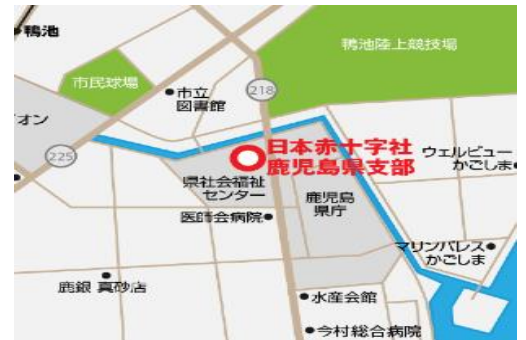 鴨池
鴨池陸上競技場
市民球場
市立
図書館
218
イオン
225
日本赤十字社
鹿児島県支部
ウェルビュー
かごしま
県社会福祉
センター
鹿児島
県庁
医師会病院
マリンパレス
かごしま
鹿銀 真砂店
水産会館
今村総合病院